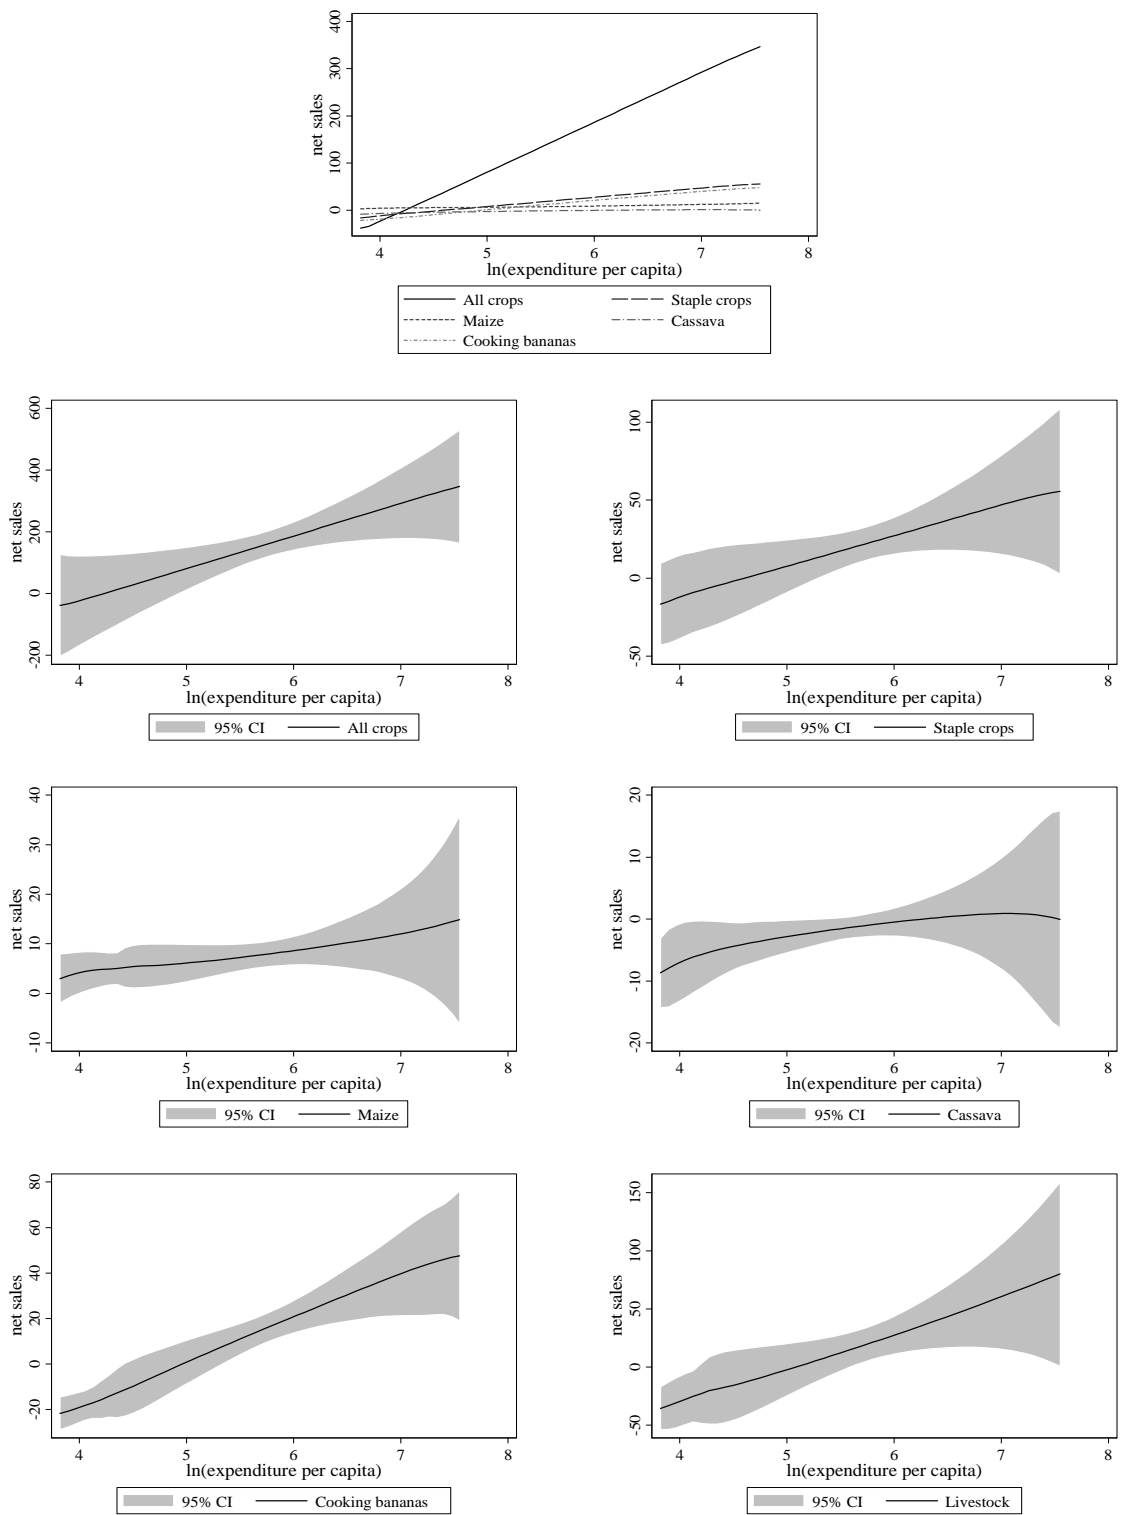 400
300
200
100
0
net sales
4 5 6 7 8
ln(expenditure per capita)
All crops Staple crops
Maize Cassava
Cooking bananas
600
400
200
0
-200
net sales
4 5 6 7 8
ln(expenditure per capita)
95% CI All crops
100
50
0
-50
net sales
4 5 6 7 8
ln(expenditure per capita)
95% CI Staple crops
40
30
20
10
0
-10
net sales
4 5 6 7 8
ln(expenditure per capita)
95% CI Maize
20
10
0
-10
-20
net sales
4 5 6 7 8
ln(expenditure per capita)
95% CI Cassava
80
60
40
20
0
-20
net sales
4 5 6 7 8
ln(expenditure per capita)
95% CI Cooking bananas
150
100
50
0
-50
net sales
4 5 6 7 8
ln(expenditure per capita)
95% CI Livestock